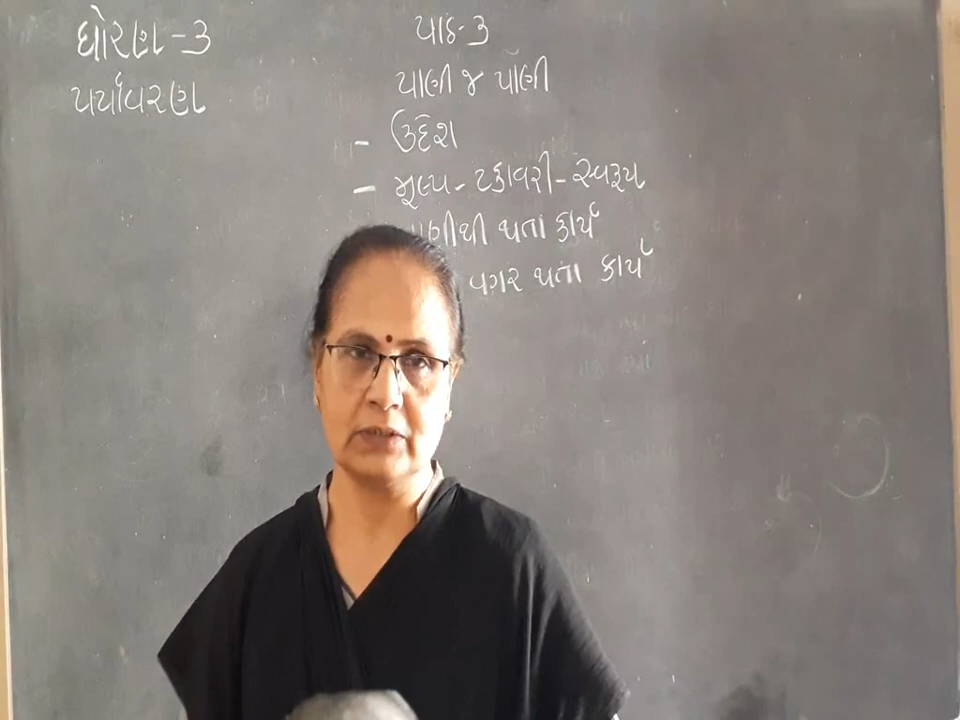 ધોરણ - ૩
પર્યાવરણ
પાઠ - ૩
પાણી જ પાણી
- ઉદ્દેશ
- મૂલ્ય - ટકાવારી - સ્વરૂપ
થતા કાર્ય
વગર થતા કાર્ય